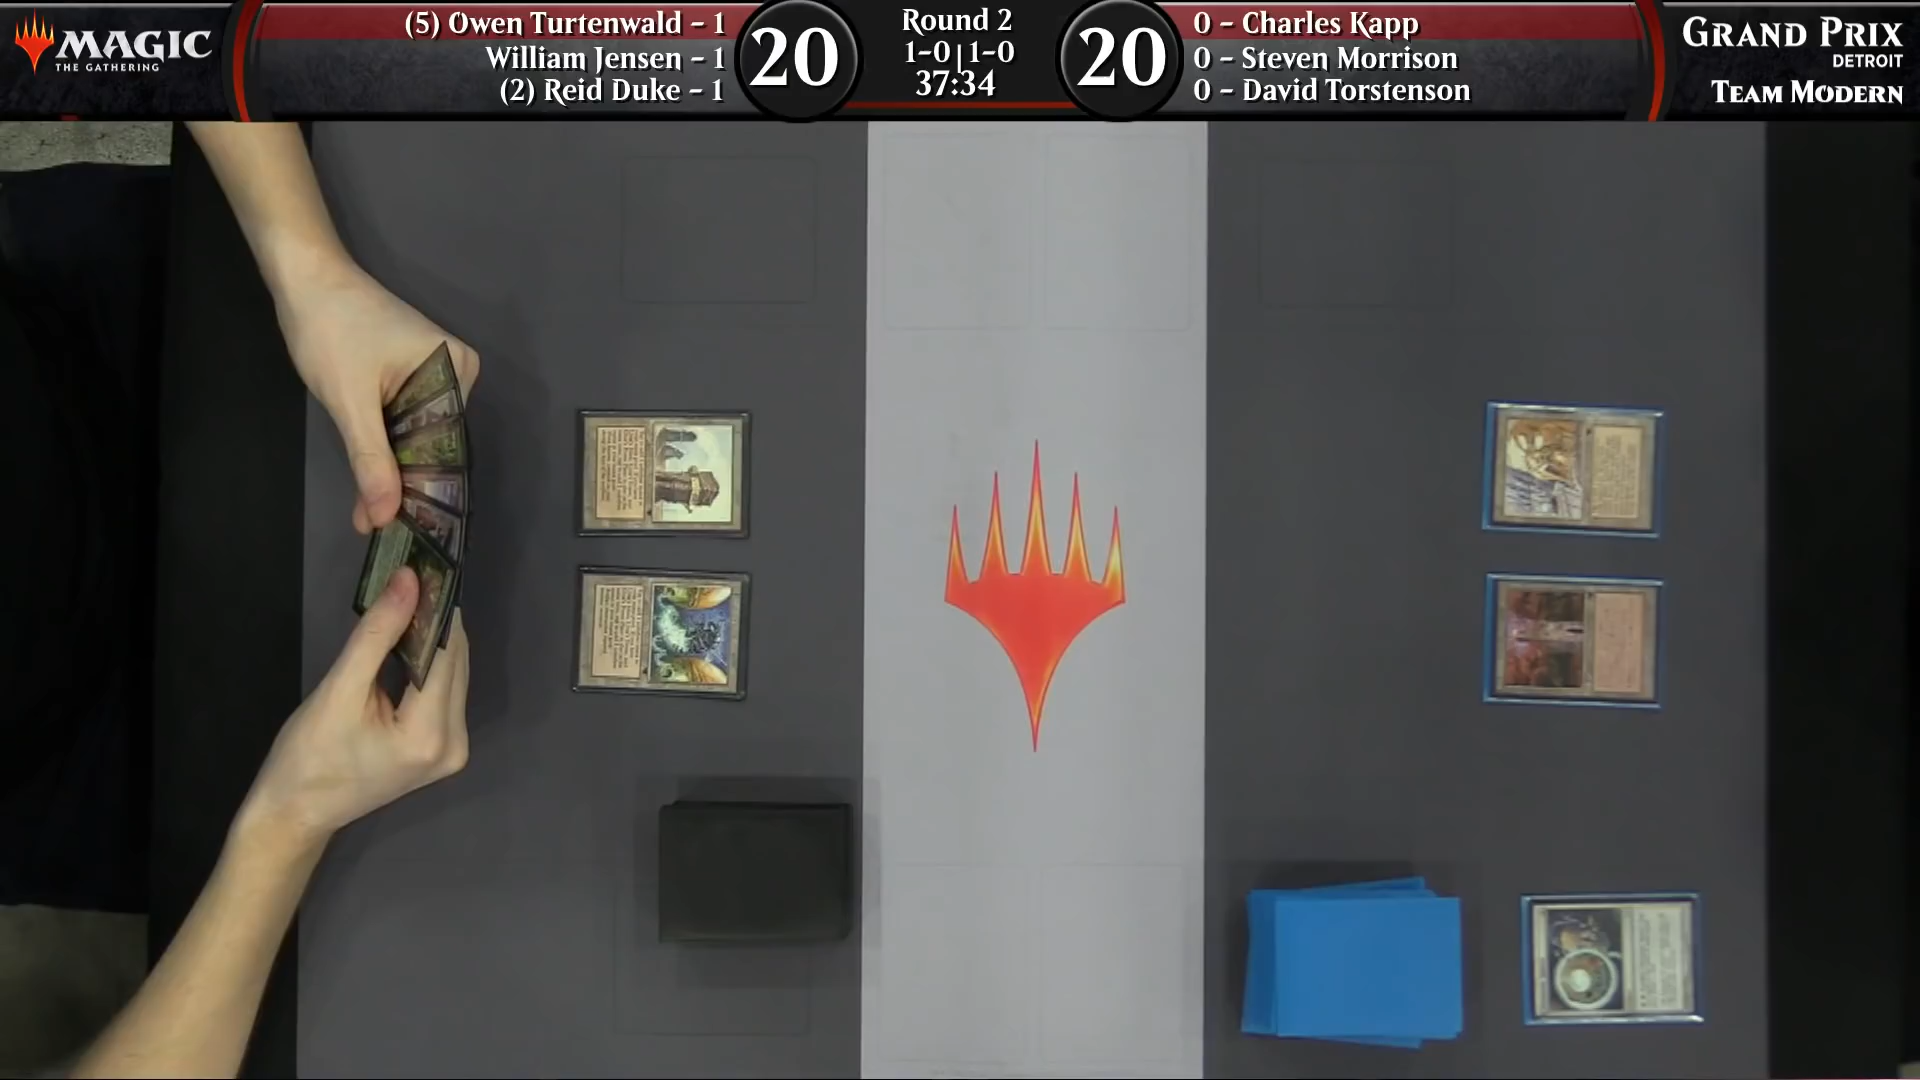 MAGIC
THE GATHERING
(5) Owen Turtenwald – 1
William Jensen – 1
(2) Reid Duke – 1
20
Round 2
1-0|1-0
37:34
20
0 – Charles Kapp
0 – Steven Morrison
0 – David Torstenson
GRAND PRIX
DETROIT
TEAM MODERN